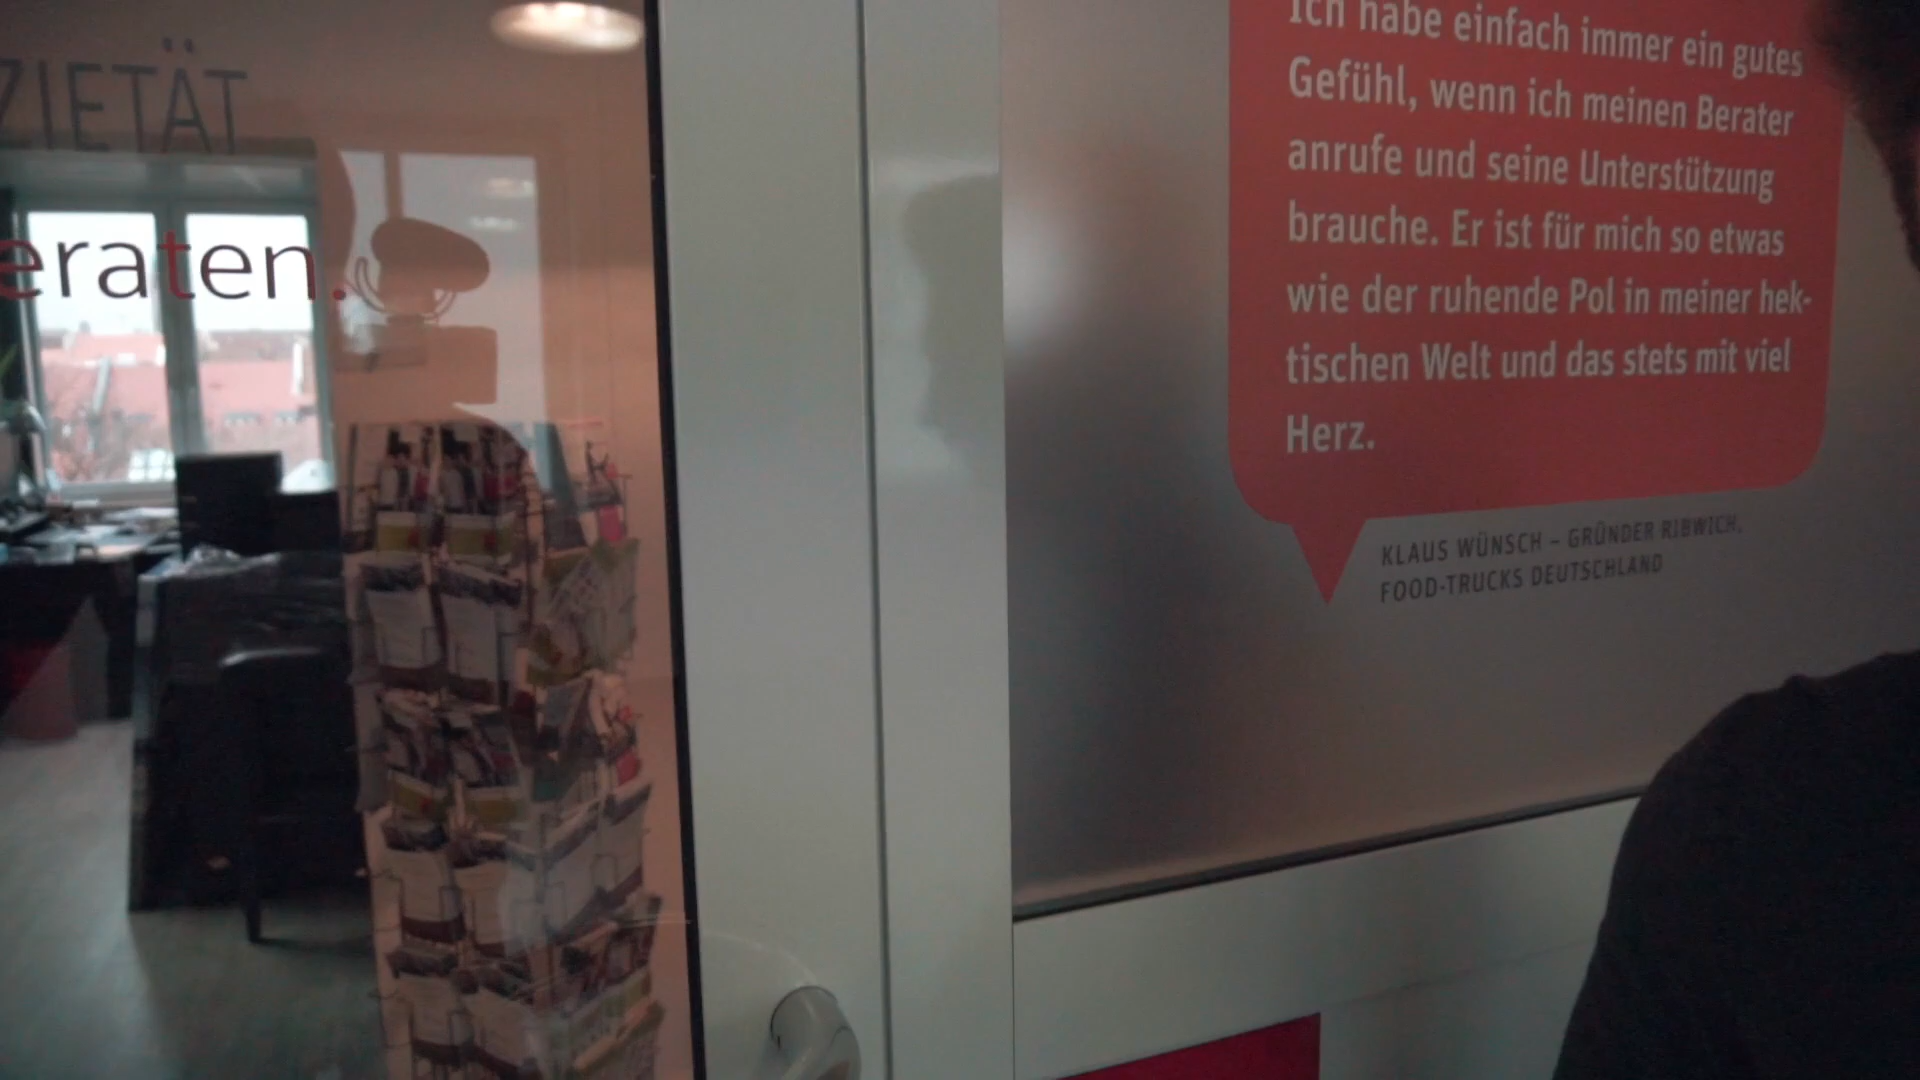 ZIETÄT
eraten.
Ich habe einfach immer ein gutes
Gefühl, wenn ich meinen Berater
anrufe und seine Unterstützung
brauche. Er ist für mich so etwas
wie der ruhende Pol in meiner hek-
tischen Welt und das stets mit viel
Herz.
KLAUS WÜNSCH – GRÜNDER RIBWICH,
FOOD-TRUCKS DEUTSCHLAND